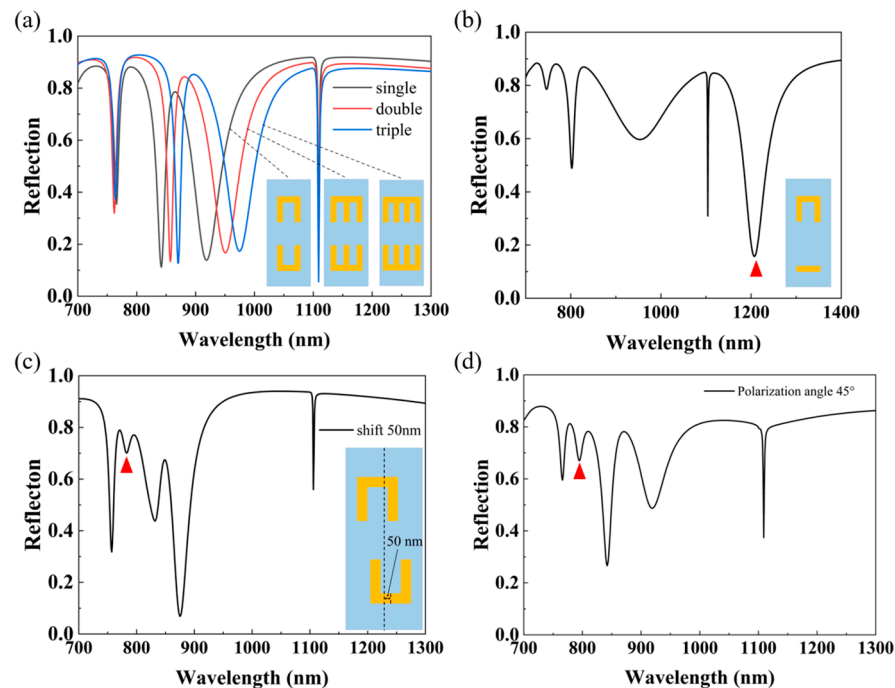 (a)
1.0
0.8
0.6
0.4
0.2
0.0
Reflection
single
double
triple
700 800 900 1000 1100 1200 1300
Wavelength (nm)
(b)
1.0
0.8
0.6
0.4
0.2
0.0
Reflection
800 1000 1200 1400
Wavelength (nm)
(c)
1.0
0.8
0.6
0.4
0.2
0.0
Reflecton
shift 50nm
50 nm
700 800 900 1000 1100 1200 1300
Wavelength (nm)
(d)
1.0
0.8
0.6
0.4
0.2
0.0
Reflection
Polarization angle 45°
700 800 900 1000 1100 1200 1300
Wavelength (nm)